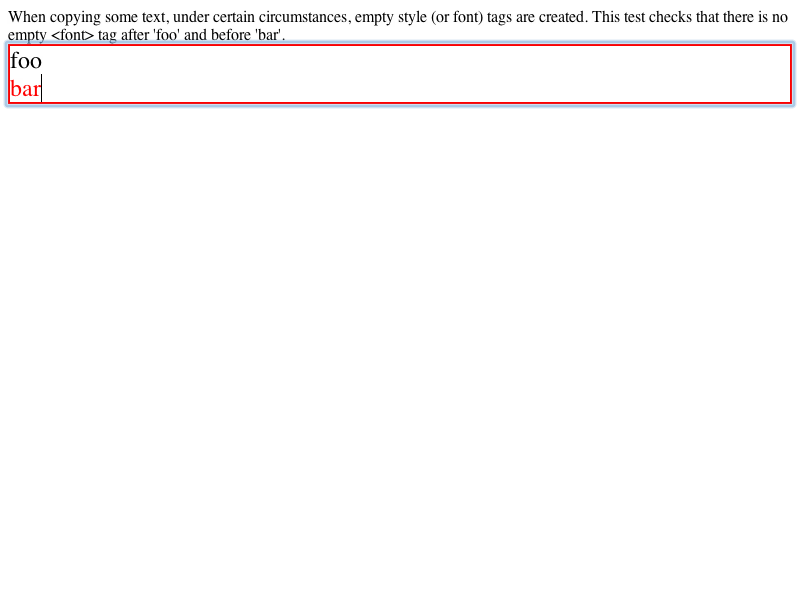 When copying some text, under certain circumstances, empty style (or font) tags are created. This test checks that there is no
empty <font> tag after 'foo' and before 'bar'.
foo
bar